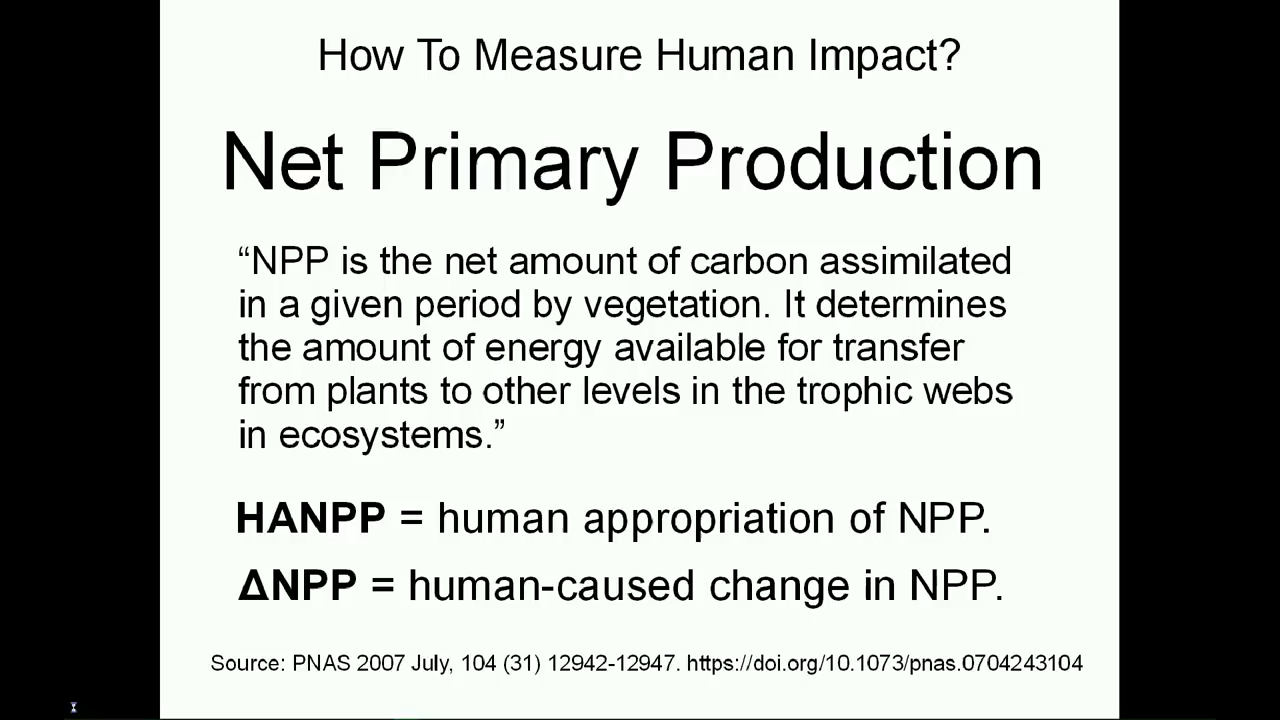 How To Measure Human Impact?
Net Primary Production
“NPP is the net amount of carbon assimilated
in a given period by vegetation. It determines
the amount of energy available for transfer
from plants to other levels in the trophic webs
in ecosystems.”
HANPP = human appropriation of NPP.
ΔNPP = human-caused change in NPP.
Source: PNAS 2007 July, 104 (31) 12942-12947. https://doi.org/10.1073/pnas.0704243104